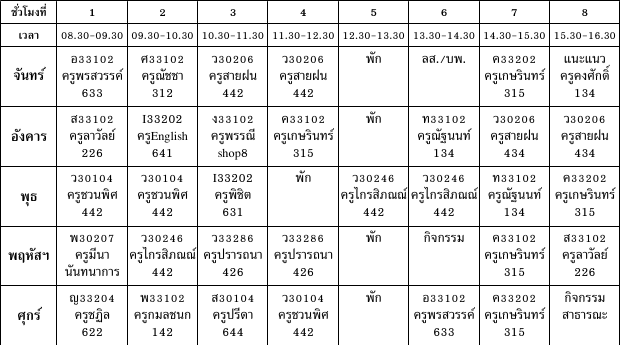 ชั่วโมงที่ 1 2 3 4 5 6 7 8
เวลา 08.30-09.30 09.30-10.30 10.30-11.30 11.30-12.30 12.30-13.30 13.30-14.30 14.30-15.30 15.30-16.30
อ33102 ศ33102 ว30206 ว30206 พัก ลส./บพ. ค33202 แนะแนว
จันทร์ ครูพรสวรรค์ ครูณัชชา ครูสายฝน ครูสายฝน ครูเกษรินทร์ ครูคงศักดิ์
633 312 442 442 315 134
ส33102 I33202 ง33102 ค33102 พัก ท33102 ว30206 ว30206
อังคาร ครูลาวัลย์ ครูEnglish ครูพรรณี ครูเกษรินทร์ ครูณัฐนนท์ ครูสายฝน ครูสายฝน
226 641 shop8 315 134 434 434
ว30104 ว30104 I33202 พัก ว30246 ว30246 ท33102 ค33202
พุธ ครูชวนพิศ ครูชวนพิศ ครูพิชิต ครูไกรสิภณณ์ ครูไกรสิภณณ์ ครูณัฐนนท์ ครูเกษรินทร์
442 442 631 442 442 134 315
พ30207 ว30246 ว33286 ว33286 พัก กิจกรรม ค33102 ส33102
พฤหัสฯ ครูมีนา ครูไกรสิภณณ์ ครูปรารถนา ครูปรารถนา ครูเกษรินทร์ ครูลาวัลย์
นันทนาการ 442 426 426 315 226
ญ33204 พ33102 ส30104 ว30104 พัก อ33102 ค33202 กิจกรรม
ศุกร์ ครูชฎิล ครูกมลชนก ครูปรีดา ครูชวนพิศ ครูพรสวรรค์ ครูเกษรินทร์ สาธารณะ
622 142 644 442 633 315